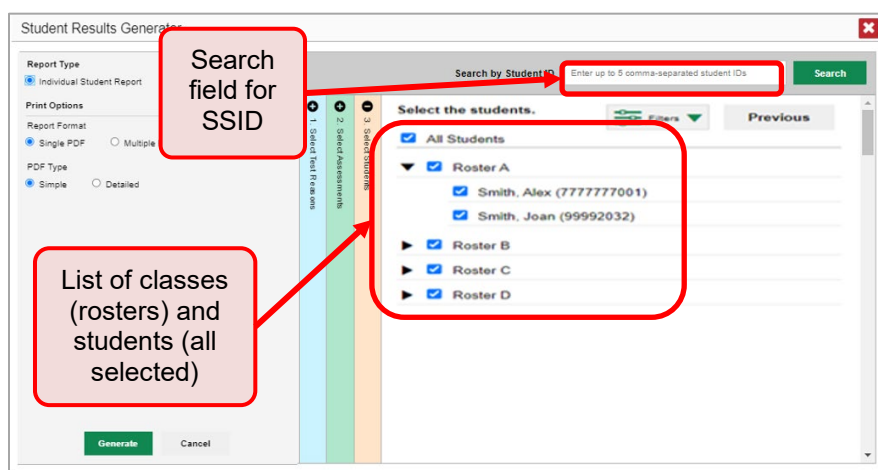 Student Results Generator
Report Type
Individual Student Report
Print Options
Report Format
Single PDF
Multiple
PDF Type
Simple
Detailed
Generate
Cancel
Search field for SSID
List of classes (rosters) and students (all selected)
1. Select Test Reasons
2. Select Assessments
3. Select Students
Search by Student ID
Enter up to 5 comma-separated student IDs
Search
Select the students.
Filters
Previous
All Students
Roster A
Smith, Alex (7777777001)
Smith, Joan (99992032)
Roster B
Roster C
Roster D